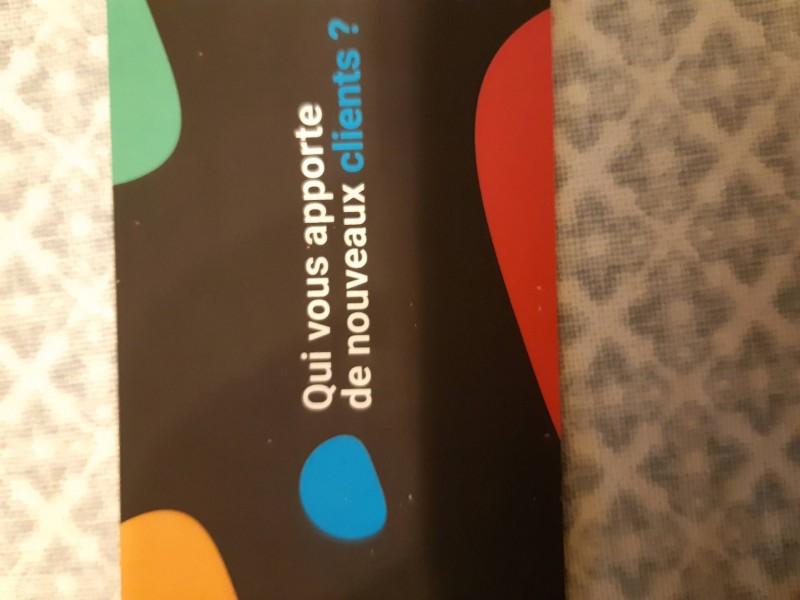 Qui vous apporte
de nouveaux clients ?